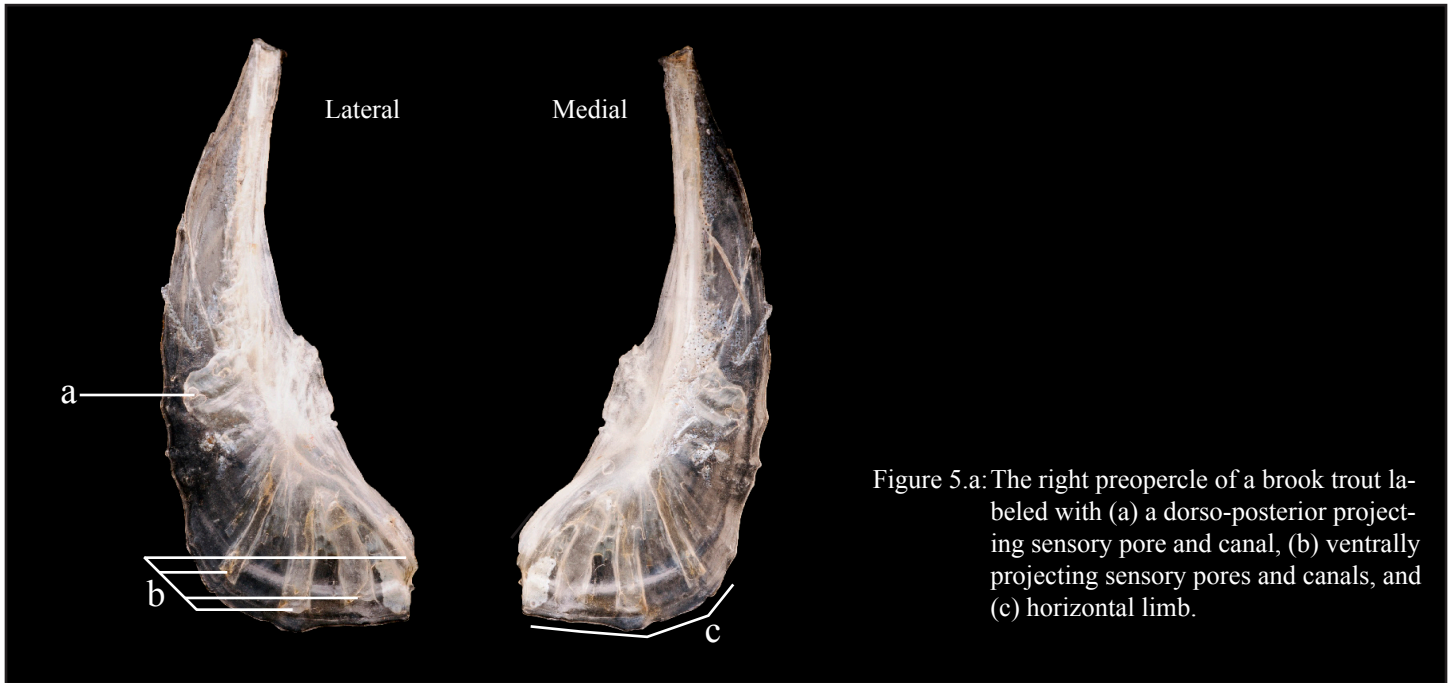 Lateral
Medial
a
b
c
Figure 5.a: The right preopercle of a brook trout la-
beled with (a) a dorso-posterior project-
ing sensory pore and canal, (b) ventrally
projecting sensory pores and canals, and
(c) horizontal limb.